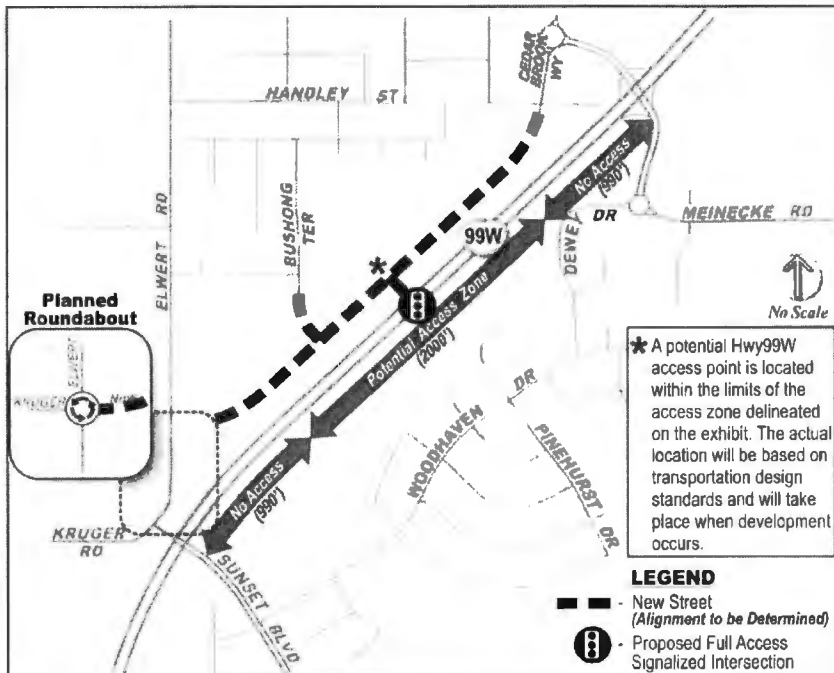 CEDAR
BROOK
WY
HANDLEY ST
ELWERT RD
BUSHONG
TER
No Access
(990')
DEWEY
DR
MEINECKE RD
99W
*
Potential Access Zone
(2000')
No Scale
Planned
Roundabout
ELWERT
KRUGER
New
No Access
(990')
WOODHAVEN DR
PINEHURST DR
KRUGER
RD
SUNSET BLVD
* A potential Hwy99W
access point is located
within the limits of the
access zone delineated
on the exhibit. The actual
location will be based on
transportation design
standards and will take
place when development
occurs.
LEGEND
- New Street
(Alignment to be Determined)
- Proposed Full Access
Signalized Intersection